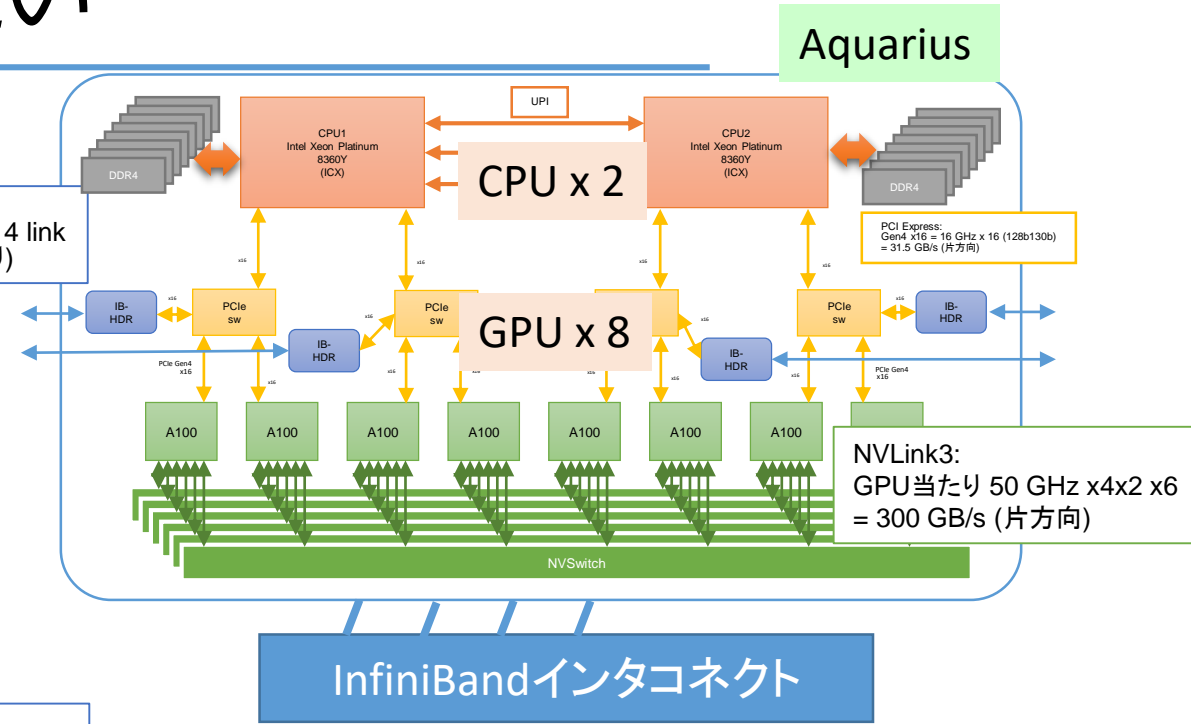 Aquarius
UPI
CPU1
Intel Xeon Platinum
8360Y
(ICX)
CPU2
Intel Xeon Platinum
8360Y
(ICX)
DDR4
DDR4
CPU x 2
4 link
PCI Express:
Gen4 x16 = 16 GHz x 16 (128b130b)
= 31.5 GB/s (片方向)
x16
x16
x16
x16
IB-
HDR
x16
PCIe
sw
PCIe
sw
x16
IB-
HDR
GPU x 8
x16
IB-
HDR
PCIe
sw
x16
IB-
HDR
PCIe Gen4
x16
x16
x16
x16
x16
x16
x16
PCIe Gen4
x16
A100
A100
A100
A100
A100
A100
A100
NVLink3:
GPU当たり 50 GHz x4x2 x6
= 300 GB/s (片方向)
NVSwitch
InfiniBandインタコネクト